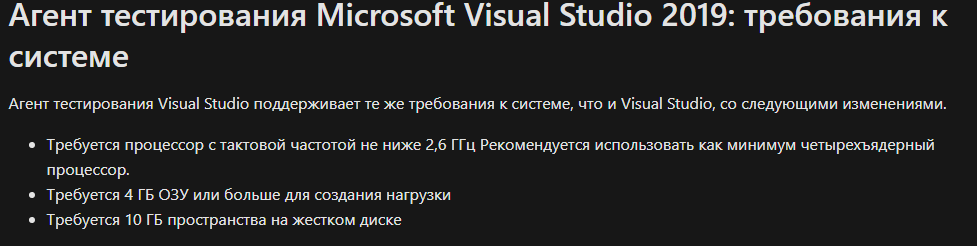 Агент тестирования Microsoft Visual Studio 2019: требования к
системе
Агент тестирования Visual Studio поддерживает те же требования к системе, что и Visual Studio, со следующими изменениями.
• Требуется процессор с тактовой частотой не ниже 2,6 ГГц Рекомендуется использовать как минимум четырехъядерный
процессор.
• Требуется 4 ГБ ОЗУ или больше для создания нагрузки
• Требуется 10 ГБ пространства на жестком диске